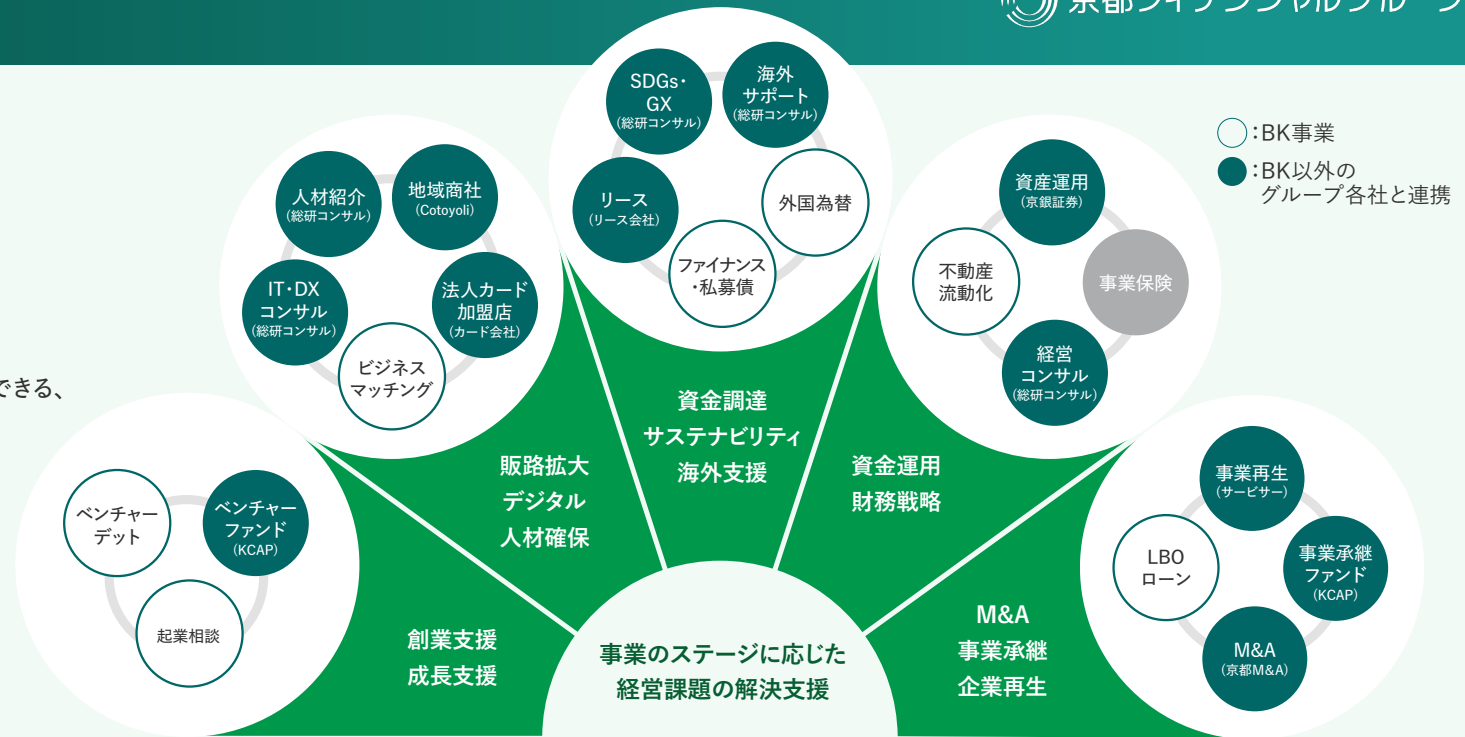 京都フィナンシャルグループ
:BK事業
:BK以外の
グループ各社と連携
できる、
SDGs・
GX
(総研コンサル)
海外
サポート
(総研コンサル)
リース
(リース会社)
外国為替
ファイナンス
・私募債
人材紹介
(総研コンサル)
地域商社
(Cotoyoli)
IT・DX
コンサル
(総研コンサル)
法人カード
加盟店
(カード会社)
ビジネス
マッチング
資産運用
(京銀証券)
不動産
流動化
事業保険
経営
コンサル
(総研コンサル)
ベンチャー
デット
ベンチャー
ファンド
(KCAP)
起業相談
事業再生
(サービサー)
LBO
ローン
事業承継
ファンド
(KCAP)
M&A
(京都M&A)
創業支援
成長支援
販路拡大
デジタル
人材確保
資金調達
サステナビリティ
海外支援
資金運用
財務戦略
M&A
事業承継
企業再生
事業のステージに応じた
経営課題の解決支援